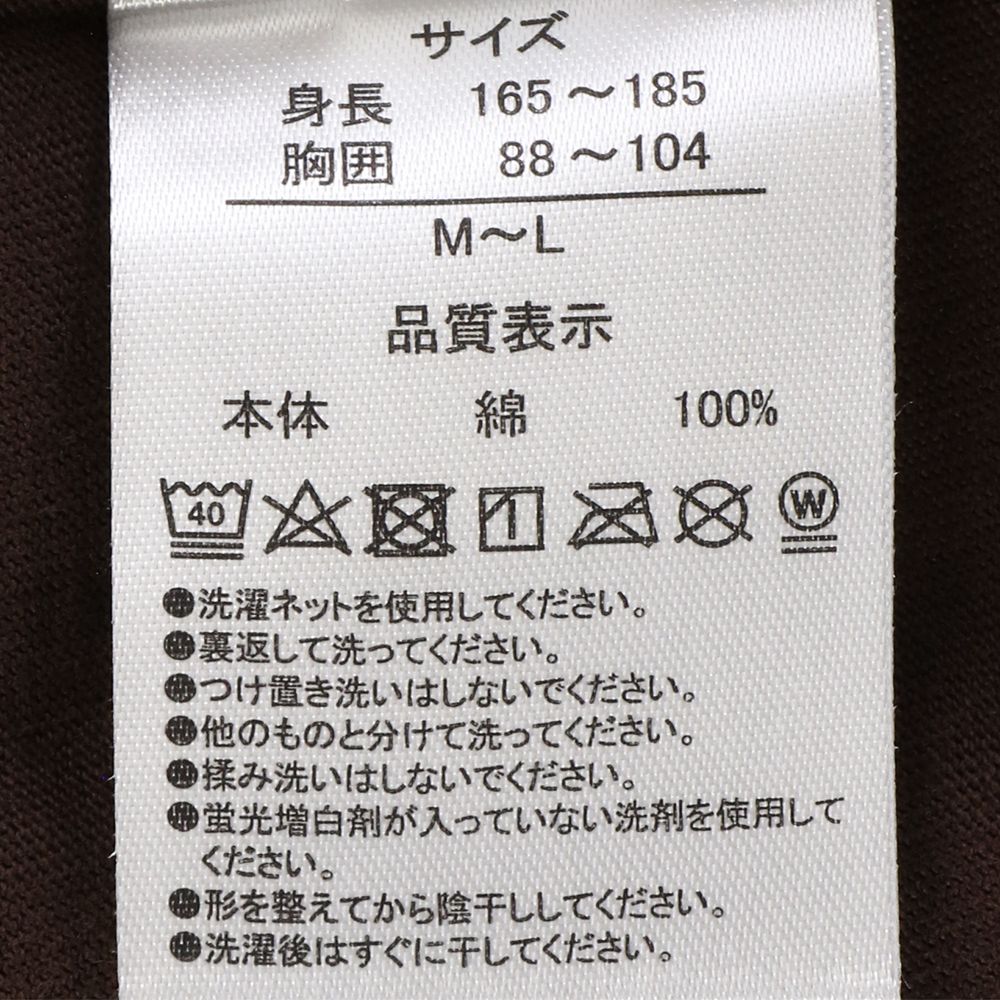 サイズ
身長 165～185
胸囲 88～104
M～L
品質表示
本体 綿 100%
40 W
●洗濯ネットを使用してください。
●裏返して洗ってください。
●つけ置き洗いはしないでください。
●他のものと分けて洗ってください。
●揉み洗いはしないでください。
●蛍光増白剤が入っていない洗剤を使用して
ください。
●形を整えてから陰干ししてください。
●洗濯後はすぐに干してください。